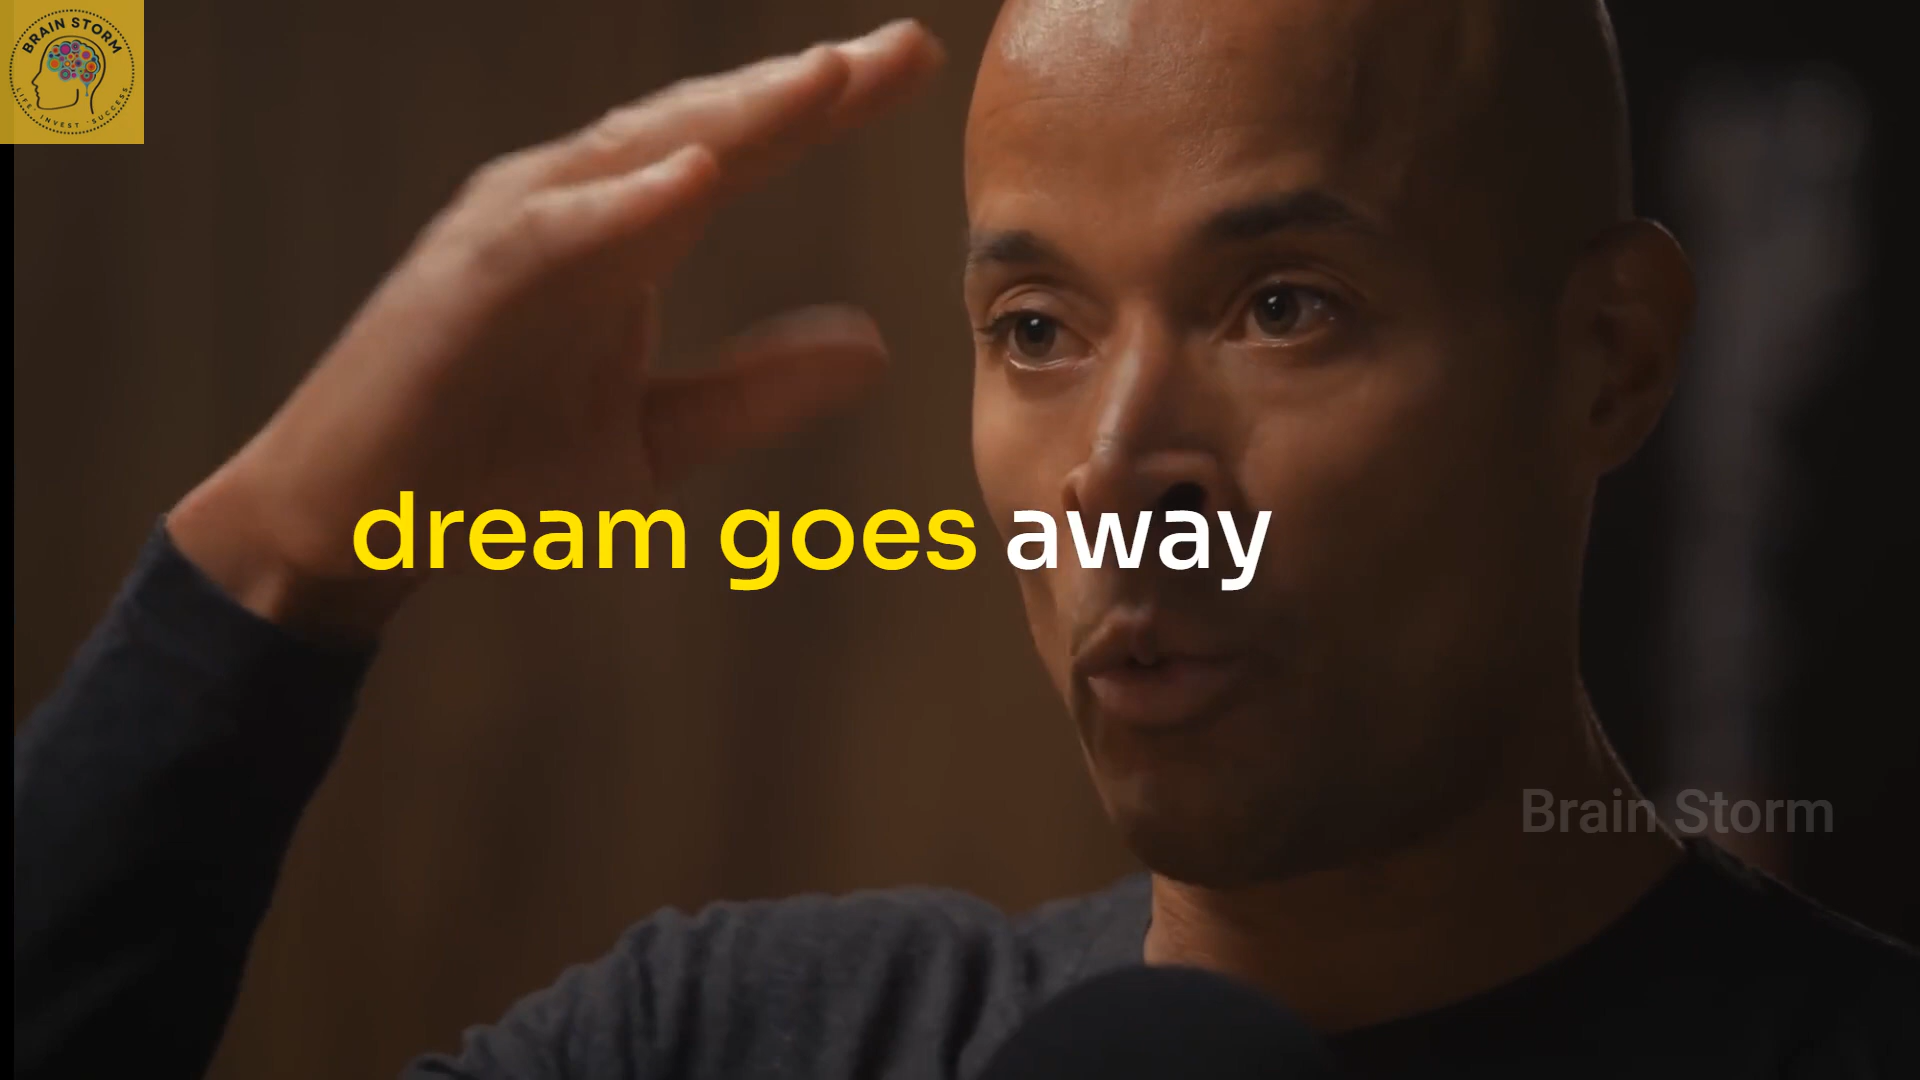 BRAIN STORM
LIFE * INVEST * SUCCESS
dream goes away
Brain Storm